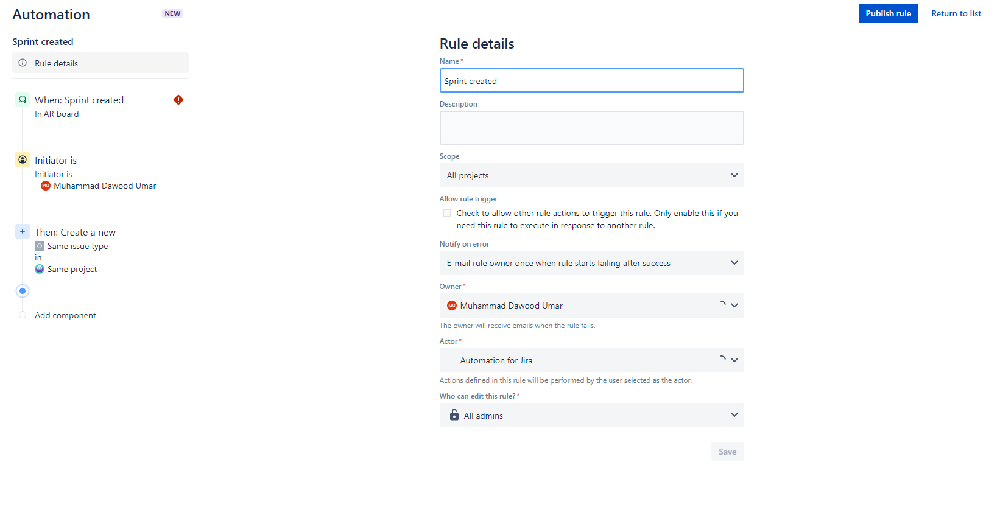 Automation
NEW
Publish rule
Return to list
Sprint created
Rule details
When: Sprint created
In AR board
Initiator is
Initiator is
MU Muhammad Dawood Umar
Then: Create a new
Same issue type
in
Same project
Add component
Rule details
Name*
Sprint created
Description
Scope
All projects
Allow rule trigger
Check to allow other rule actions to trigger this rule. Only enable this if you
need this rule to execute in response to another rule.
Notify on error
E-mail rule owner once when rule starts failing after success
Owner*
MU Muhammad Dawood Umar
The owner will receive emails when the rule fails.
Actor*
Automation for Jira
Actions defined in this rule will be performed by the user selected as the actor.
Who can edit this rule?*
All admins
Save